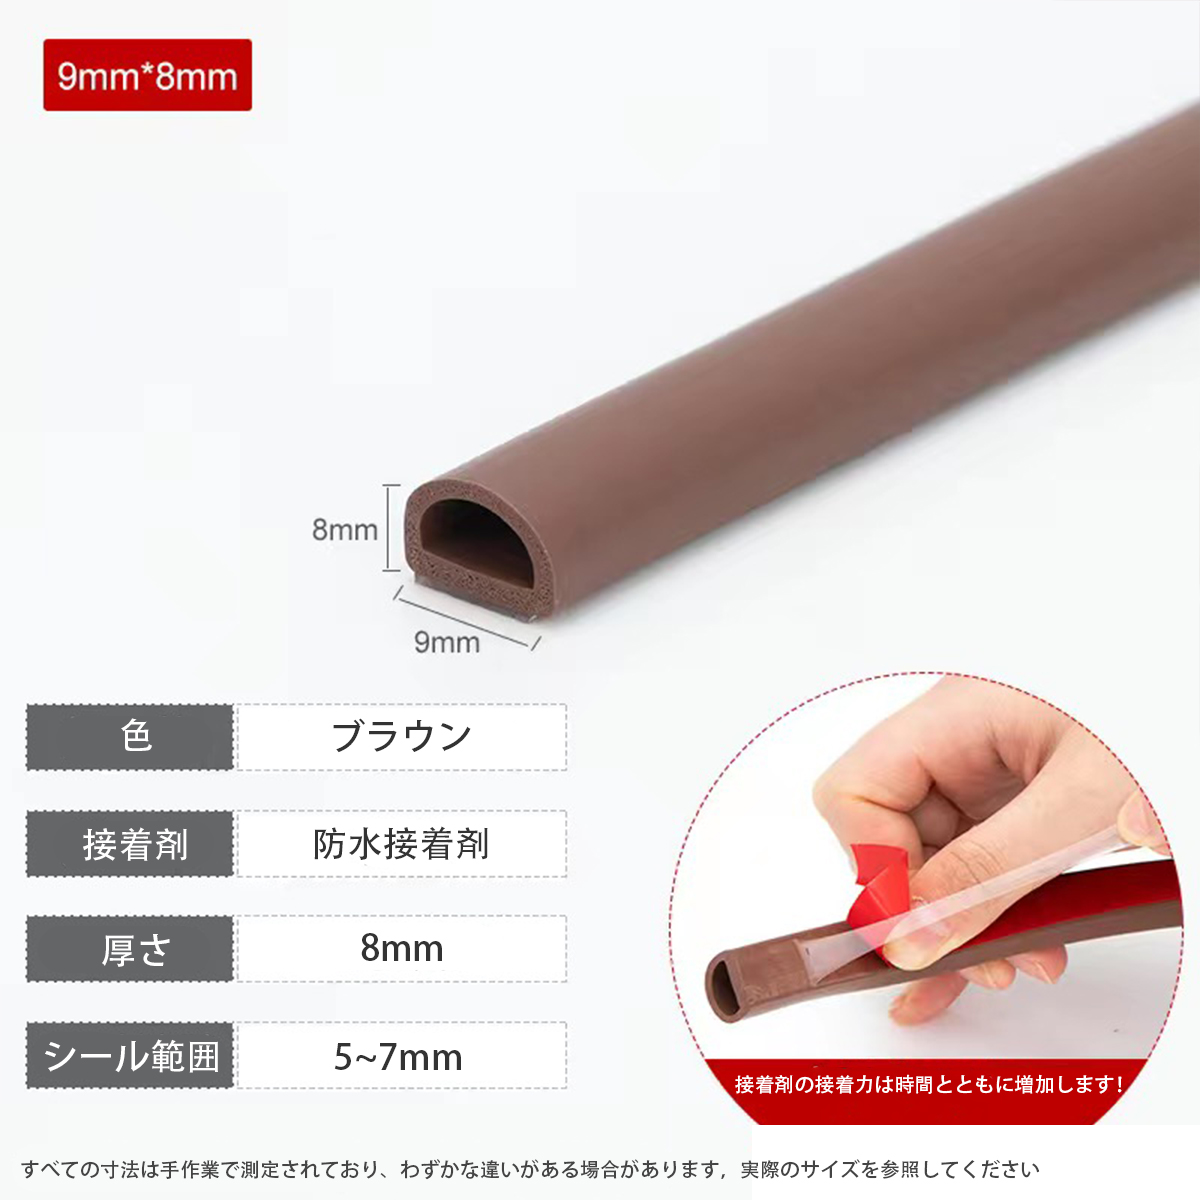 9mm*8mm
8mm
9mm
色 ブラウン
接着剤 防水接着剤
厚さ 8mm
シール範囲 5~7mm
接着剤の接着力は時間とともに増加します!
すべての寸法は手作業で測定されており、わずかな違いがある場合があります，実際のサイズを参照してください